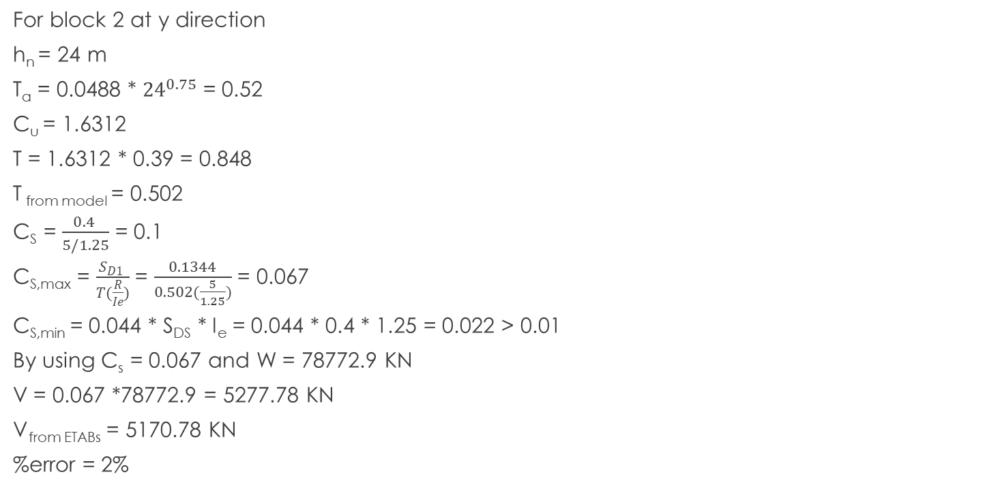 For block 2 at y direction
hn = 24 m
Ta = 0.0488 * 24^0.75 = 0.52
Cu = 1.6312
T = 1.6312 * 0.39 = 0.848
T from model = 0.502
CS = 0.4/(5/1.25) = 0.1
CS,max = SD1/(T(R/Ie)) = 0.1344/(0.502(5/1.25)) = 0.067
CS,min = 0.044 * SDS * Ie = 0.044 * 0.4 * 1.25 = 0.022 > 0.01
By using Cs = 0.067 and W = 78772.9 KN
V = 0.067 *78772.9 = 5277.78 KN
V from ETABs = 5170.78 KN
%error = 2%